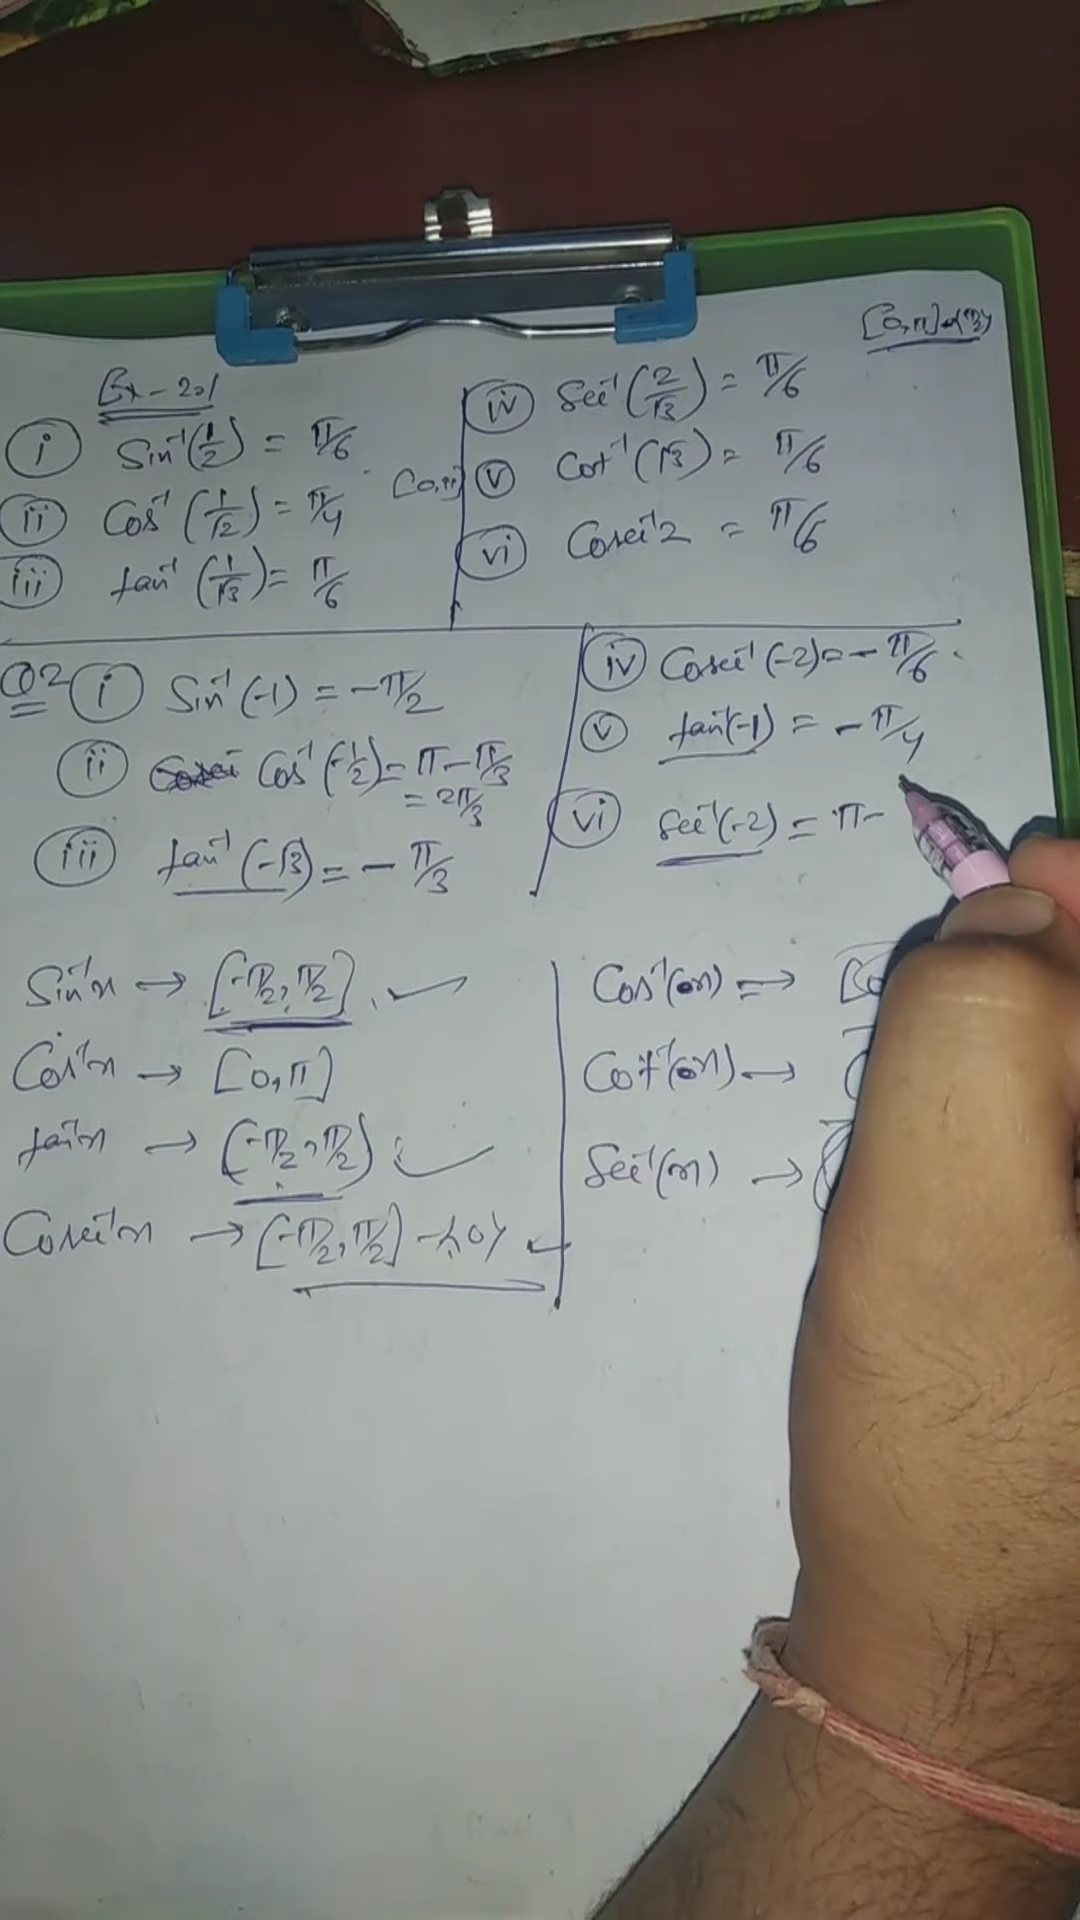 [0,π]-{π/2}
Ex-2.1
i sin⁻¹(1/2) = π/6
ii cos⁻¹(1/√2) = π/4
iii tan⁻¹(1/√3) = π/6
iv sec⁻¹(2/√3) = π/6
[0,π]
v cot⁻¹(√3) = π/6
vi cosec⁻¹2 = π/6
Q2 i sin⁻¹(-1) = -π/2
ii cos⁻¹(-1/2) = π-π/3
= 2π/3
iii tan⁻¹(-√3) = -π/3
iv cosec⁻¹(-2) = -π/6
v tan⁻¹(-1) = -π/4
vi sec⁻¹(-2) = π-
sin⁻¹x → [-π/2, π/2]
cos⁻¹x → [0,π]
tan⁻¹x → (-π/2, π/2)
cosec⁻¹x → [-π/2, π/2]-{0}
cos⁻¹(x) → [0
cot⁻¹(x) → (
sec⁻¹(x) →